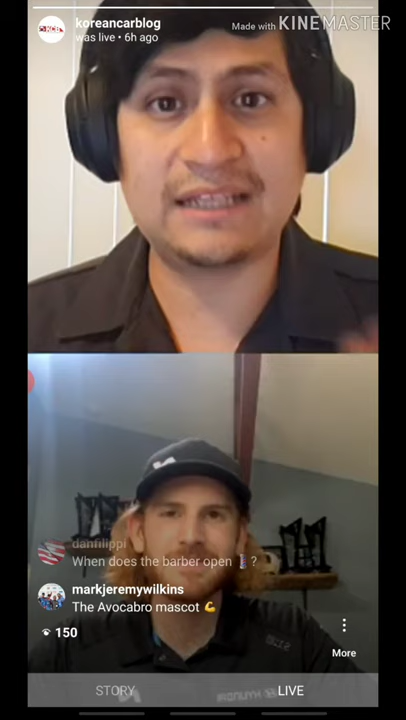 koreancarblog
was live • 6h ago
Made with KINEMASTER
KCB
danfilippi
When does the barber open 💈?
markjeremywilkins
The Avocabro mascot 💪
150
More
STORY
LIVE